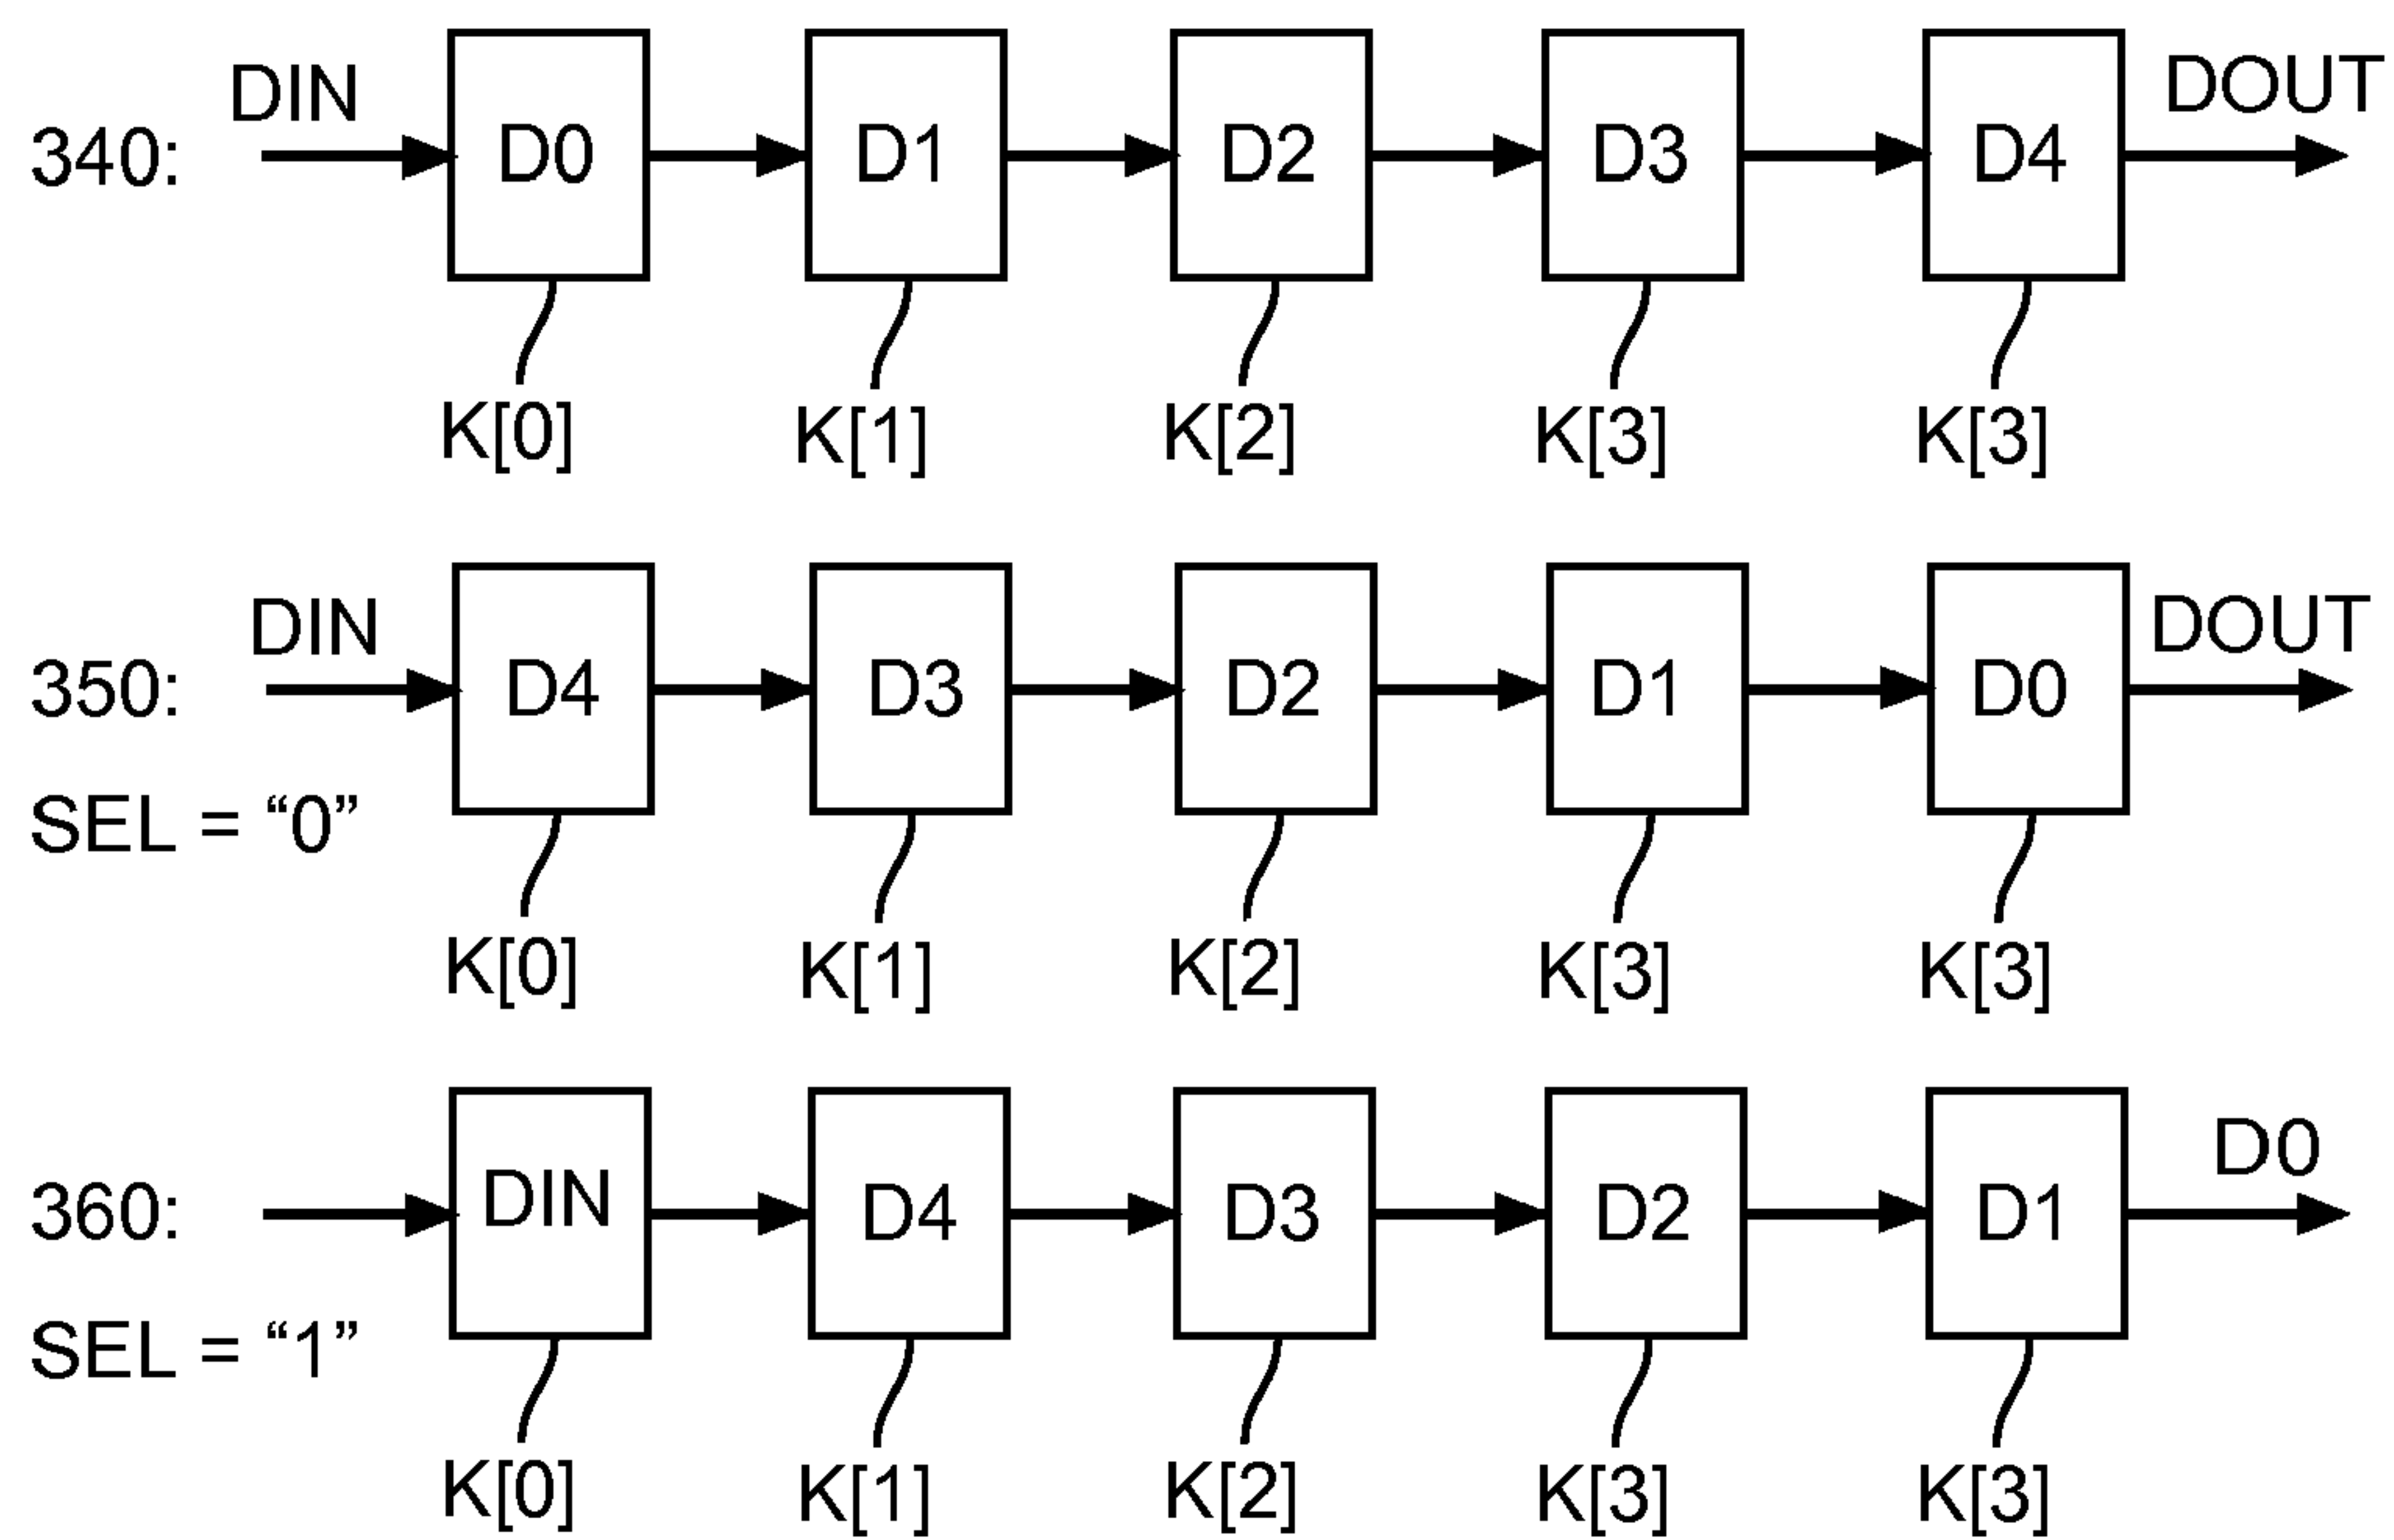 DIN DOUT
340: D0 D1 D2 D3 D4
K[0] K[1] K[2] K[3] K[3]
DIN DOUT
350: D4 D3 D2 D1 D0
SEL = “0”
K[0] K[1] K[2] K[3] K[3]
D0
360: DIN D4 D3 D2 D1
SEL = “1”
K[0] K[1] K[2] K[3] K[3]